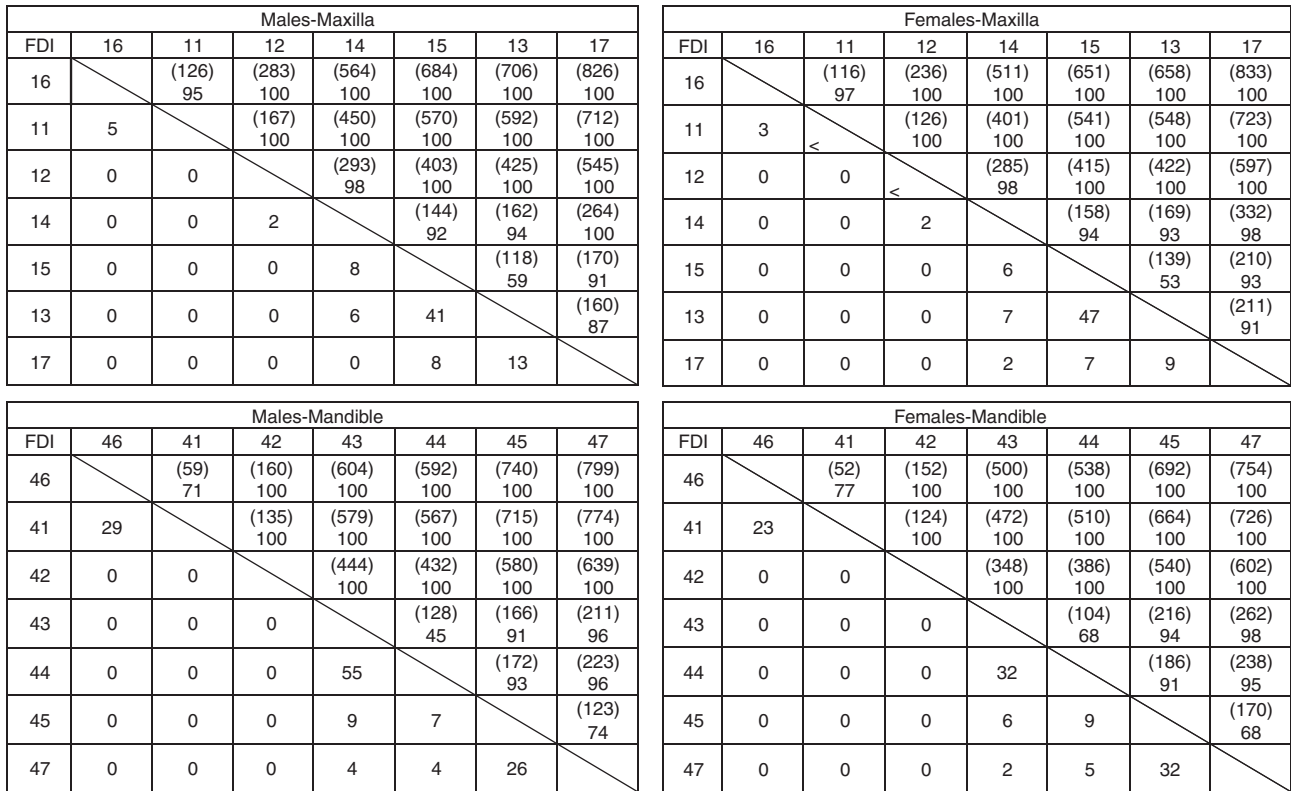 Males-Maxilla
FDI 16 11 12 14 15 13 17
16 (126) (283) (564) (684) (706) (826)
95 100 100 100 100 100
11 5 (167) (450) (570) (592) (712)
100 100 100 100 100
12 0 0 (293) (403) (425) (545)
98 100 100 100
14 0 0 2 (144) (162) (264)
92 94 100
15 0 0 0 8 (118) (170)
59 91
13 0 0 0 6 41 (160)
87
17 0 0 0 0 8 13
Females-Maxilla
FDI 16 11 12 14 15 13 17
16 (116) (236) (511) (651) (658) (833)
97 100 100 100 100 100
11 3 < (126) (401) (541) (548) (723)
100 100 100 100 100
12 0 0 < (285) (415) (422) (597)
98 100 100 100
14 0 0 2 (158) (169) (332)
94 93 98
15 0 0 0 6 (139) (210)
53 93
13 0 0 0 7 47 (211)
91
17 0 0 0 2 7 9
Males-Mandible
FDI 46 41 42 43 44 45 47
46 (59) (160) (604) (592) (740) (799)
71 100 100 100 100 100
41 29 (135) (579) (567) (715) (774)
100 100 100 100 100
42 0 0 (444) (432) (580) (639)
100 100 100 100
43 0 0 0 (128) (166) (211)
45 91 96
44 0 0 0 55 (172) (223)
93 96
45 0 0 0 9 7 (123)
74
47 0 0 0 4 4 26
Females-Mandible
FDI 46 41 42 43 44 45 47
46 (52) (152) (500) (538) (692) (754)
77 100 100 100 100 100
41 23 (124) (472) (510) (664) (726)
100 100 100 100 100
42 0 0 (348) (386) (540) (602)
100 100 100 100
43 0 0 0 (104) (216) (262)
68 94 98
44 0 0 0 32 (186) (238)
91 95
45 0 0 0 6 9 (170)
68
47 0 0 0 2 5 32